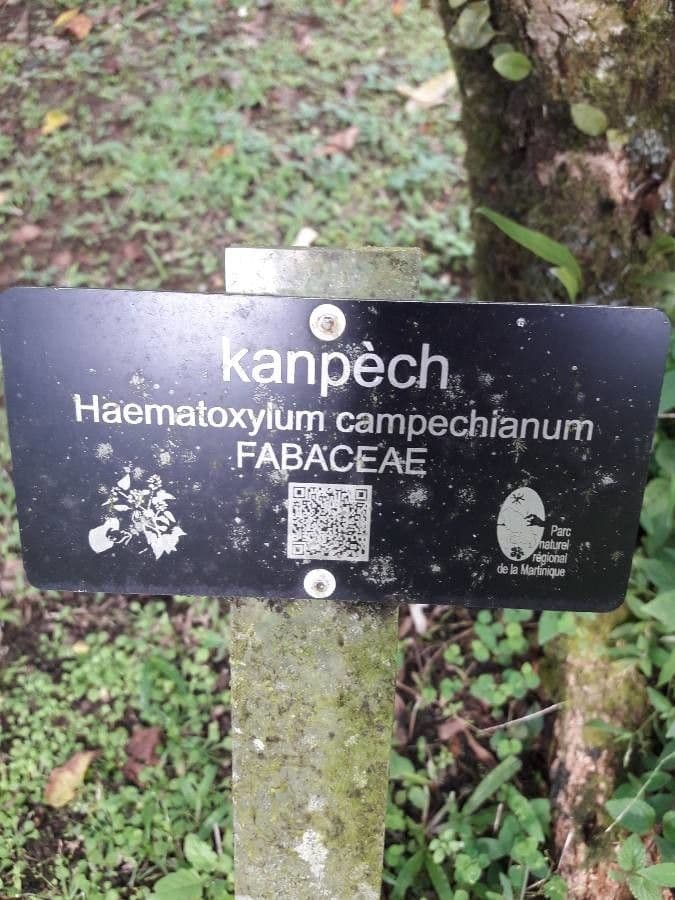 kanpèch
Haematoxylum campechianum
FABACEAE
Parc
naturel
régional
de la Martinique